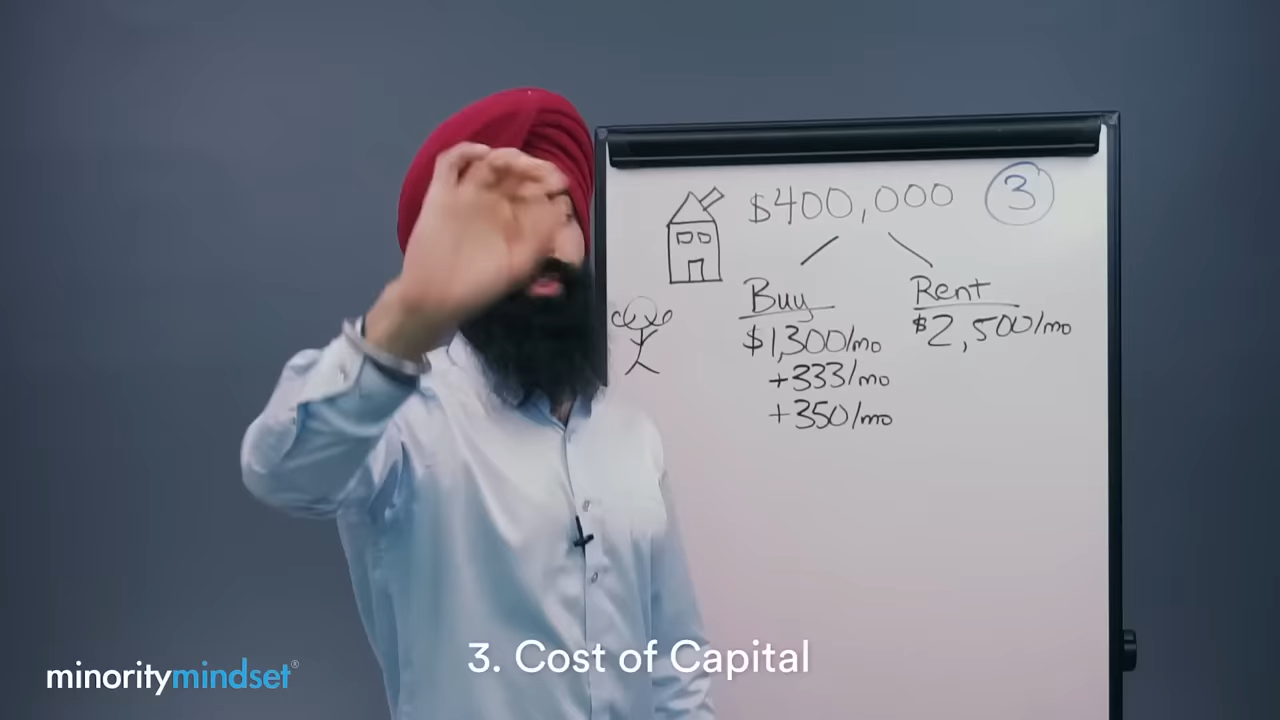 $400,000
3
Buy
Rent
$1,300/mo
$2,500/mo
+333/mo
+350/mo
3. Cost of Capital
minoritymindset®